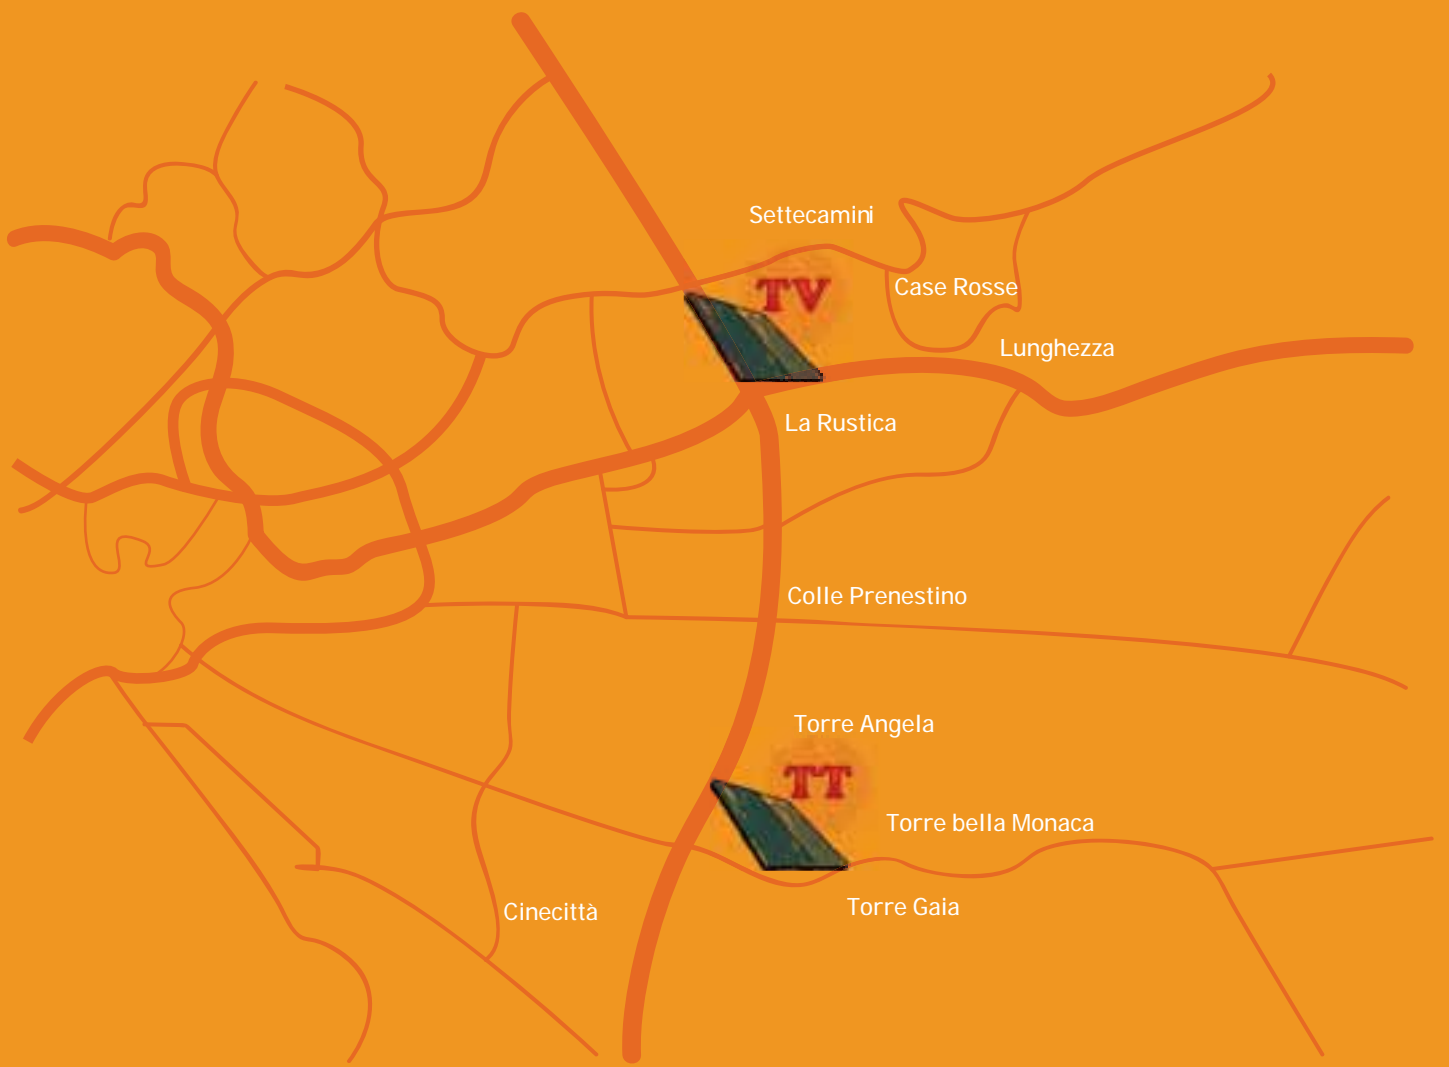 Settecamini
TV
Case Rosse
Lunghezza
La Rustica
Colle Prenestino
Torre Angela
TT
Torre bella Monaca
Cinecittà
Torre Gaia